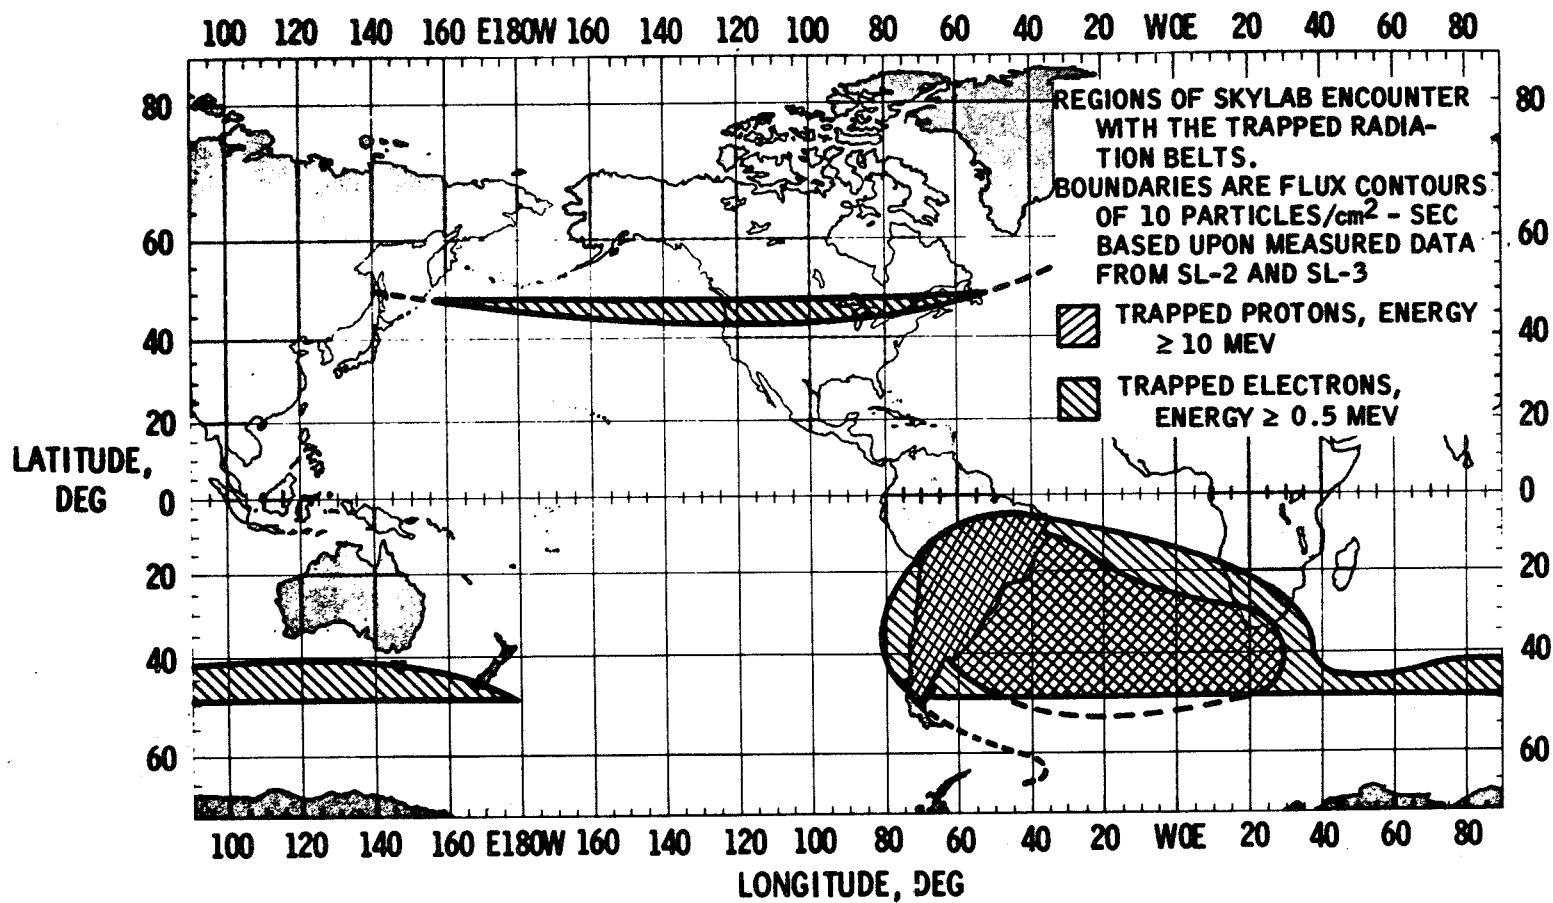 100 120 140 160 E180W 160 140 120 100 80 60 40 20 W0E 20 40 60 80
REGIONS OF SKYLAB ENCOUNTER
WITH THE TRAPPED RADIA-
TION BELTS.
BOUNDARIES ARE FLUX CONTOURS
OF 10 PARTICLES/cm² - SEC
BASED UPON MEASURED DATA
FROM SL-2 AND SL-3
TRAPPED PROTONS, ENERGY
≥ 10 MEV
TRAPPED ELECTRONS,
ENERGY ≥ 0.5 MEV
80
60
40
20
0
20
40
60
LATITUDE,
DEG
80
60
40
20
0
20
40
60
100 120 140 160 E180W 160 140 120 100 80 60 40 20 W0E 20 40 60 80
LONGITUDE, DEG